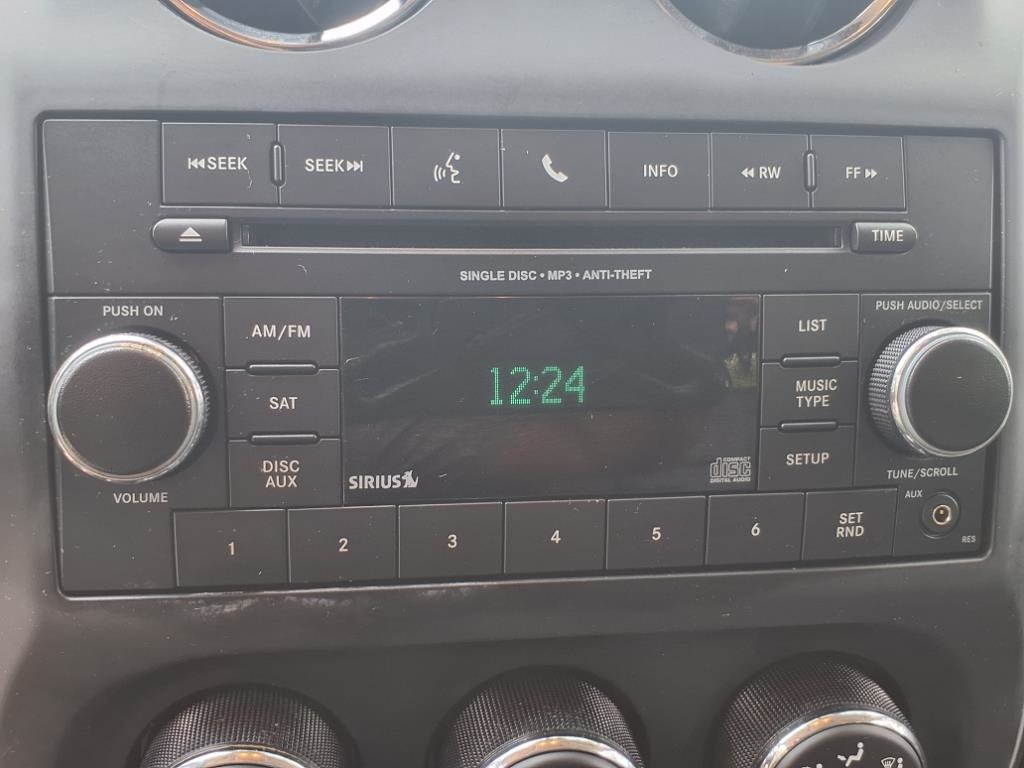 SEEK
SEEK
INFO
RW
FF
TIME
SINGLE DISC • MP3 • ANTI-THEFT
PUSH ON
AM/FM
LIST
PUSH AUDIO/SELECT
12:24
SAT
MUSIC
TYPE
DISC
AUX
SETUP
SIRIUS
COMPACT
disc
DIGITAL AUDIO
VOLUME
TUNE/SCROLL
1
2
3
4
5
6
SET
RND
AUX
RES